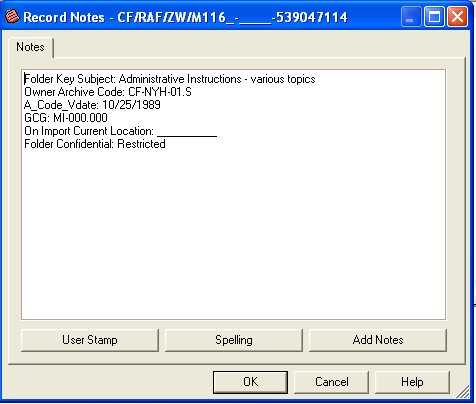 Record Notes - CF/RAF/ZW/M116_-____-539047114
Notes
Folder Key Subject: Administrative Instructions - various topics
Owner Archive Code: CF-NYH-01.S
A_Code_Vdate: 10/25/1989
GCG: MI-000.000
On Import Current Location: __________
Folder Confidential: Restricted
User Stamp
Spelling
Add Notes
OK
Cancel
Help